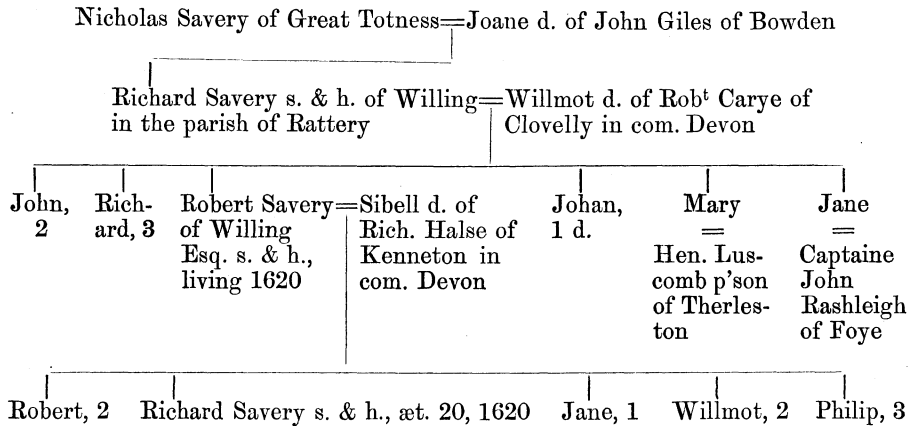 Nicholas Savery of Great Totness=Joane d. of John Giles of Bowden
Richard Savery s. & h. of Willing=Willmot d. of Robᵗ Carye of
in the parish of Rattery
Clovelly in com. Devon
John,
2
Rich-
ard, 3
Robert Savery=Sibell d. of
of Willing
Esq. s. & h.,
living 1620
Rich. Halse of
Kenneton in
com. Devon
Johan,
1 d.
Mary
=
Hen. Lus-
comb p'son
of Therles-
ton
Jane
=
Captaine
John
Rashleigh
of Foye
Robert, 2
Richard Savery s. & h., æt. 20, 1620
Jane, 1
Willmot, 2
Philip, 3